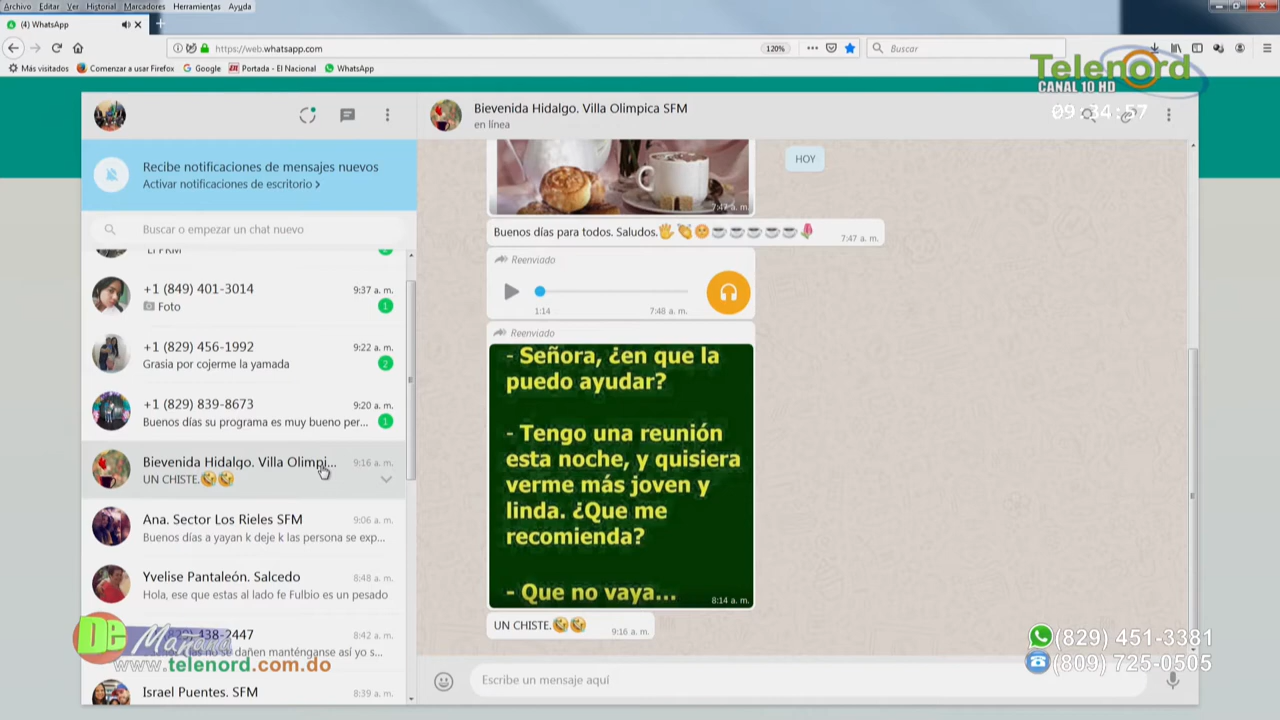 Archivo Editar Ver Historial Marcadores Herramientas Ayuda
(4) WhatsApp
https://web.whatsapp.com
120%
Buscar
Más visitados Comenzar a usar Firefox Google Portada - El Nacional WhatsApp
Telenord
CANAL 10 HD
09:34:57
Bievenida Hidalgo. Villa Olimpica SFM
en línea
Recibe notificaciones de mensajes nuevos
Activar notificaciones de escritorio >
Buscar o empezar un chat nuevo
El PRM
+1 (849) 401-3014 9:37 a. m.
Foto 1
+1 (829) 456-1992 9:22 a. m.
Grasia por cojerme la yamada 2
+1 (829) 839-8673 9:20 a. m.
Buenos días su programa es muy bueno per... 1
Bievenida Hidalgo. Villa Olimpi... 9:16 a. m.
UN CHISTE.🤣🤣
Ana. Sector Los Rieles SFM 9:06 a. m.
Buenos días a yayan k deje k las persona se exp...
Yvelise Pantaleón. Salcedo 8:48 a. m.
Hola, ese que estas al lado fe Fulbio es un pesado
438-2447 8:42 a. m.
no se dañen manténganse así yo s...
Israel Puentes. SFM 8:39 a. m.
De Mañana
www.telenord.com.do
HOY
7:47 a. m.
Buenos días para todos. Saludos. 7:47 a. m.
Reenviado
1:14 7:48 a. m.
Reenviado
- Señora, ¿en que la
puedo ayudar?
- Tengo una reunión
esta noche, y quisiera
verme más joven y
linda. ¿Que me
recomienda?
- Que no vaya...
8:14 a. m.
UN CHISTE.🤣🤣 9:16 a. m.
Escribe un mensaje aquí
(829) 451-3381
(809) 725-0505